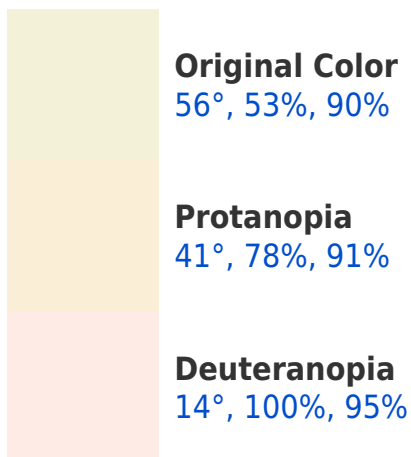 Original Color
56°, 53%, 90%
Protanopia
41°, 78%, 91%
Deuteranopia
14°, 100%, 95%